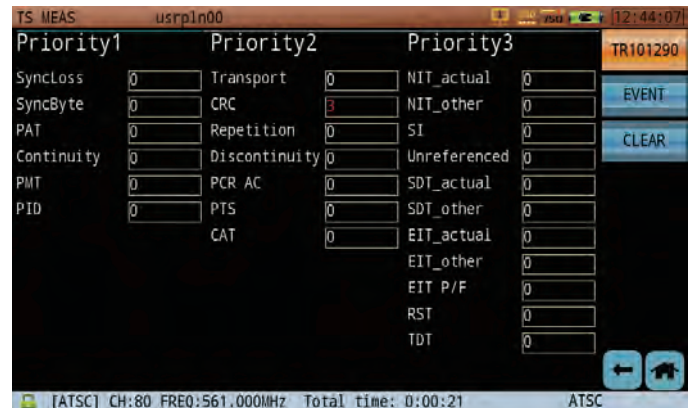 TS MEAS usrpln00 750 12:44:07
Priority1 Priority2 Priority3 TR101290
SyncLoss 0 Transport 0 NIT_actual 0
SyncByte 0 CRC 3 NIT_other 0 EVENT
PAT 0 Repetition 0 SI 0 CLEAR
Continuity 0 Discontinuity 0 Unreferenced 0
PMT 0 PCR AC 0 SDT_actual 0
PID 0 PTS 0 SDT_other 0
CAT 0 EIT_actual 0
EIT_other 0
EIT P/F 0
RST 0
TDT 0
[ATSC] CH:80 FREQ:561.000MHz Total time: 0:00:21 ATSC